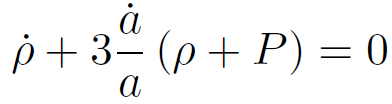 ρ̇ + 3 ȧ/a (ρ + P) = 0